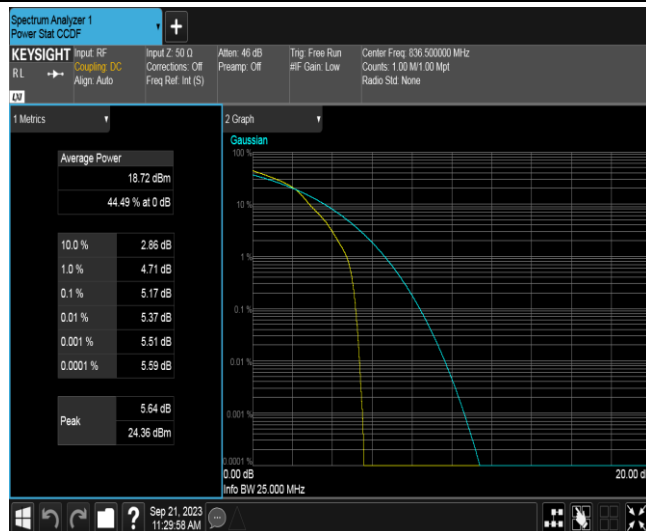 Spectrum Analyzer 1
Power Stat CCDF
+
KEYSIGHT
RL
Input: RF
Coupling: DC
Align: Auto
Input Z: 50 Ω
Corrections: Off
Freq Ref: Int (S)
Atten: 46 dB
Preamp: Off
Trig: Free Run
#IF Gain: Low
Center Freq: 836.500000 MHz
Counts: 1.00 M/1.00 Mpt
Radio Std: None
1 Metrics
Average Power
18.72 dBm
44.49 % at 0 dB
10.0 % 2.86 dB
1.0 % 4.71 dB
0.1 % 5.17 dB
0.01 % 5.37 dB
0.001 % 5.51 dB
0.0001 % 5.59 dB
Peak
5.64 dB
24.36 dBm
2 Graph
Gaussian
100 %
10 %
1 %
0.1 %
0.01 %
0.001 %
0.0001 %
0.00 dB
20.00 d
Info BW 25.000 MHz
?
Sep 21, 2023
11:29:58 AM